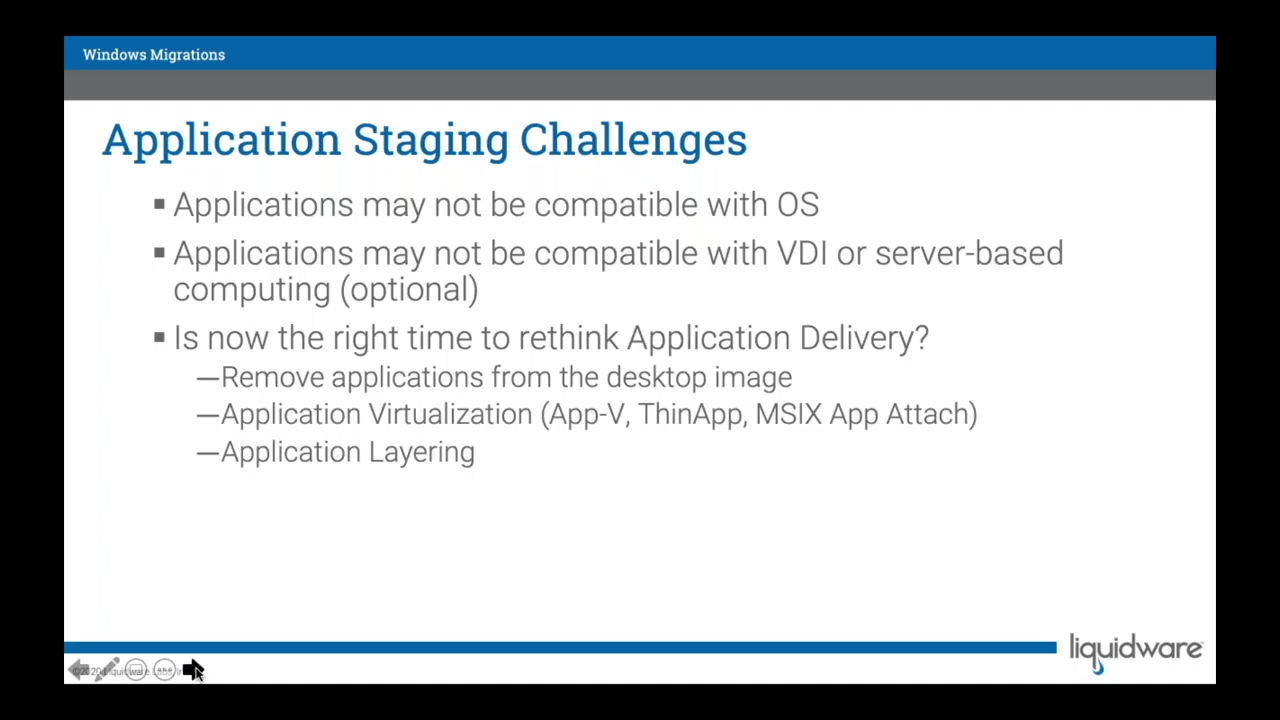 Windows Migrations
Application Staging Challenges
▪ Applications may not be compatible with OS
▪ Applications may not be compatible with VDI or server-based
computing (optional)
▪ Is now the right time to rethink Application Delivery?
—Remove applications from the desktop image
—Application Virtualization (App-V, ThinApp, MSIX App Attach)
—Application Layering
liquidware